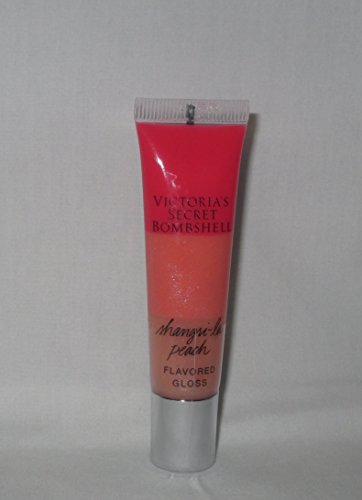 VICTORIA'S
SECRET
BOMBSHELL
shangri-la
peach
FLAVORED
GLOSS